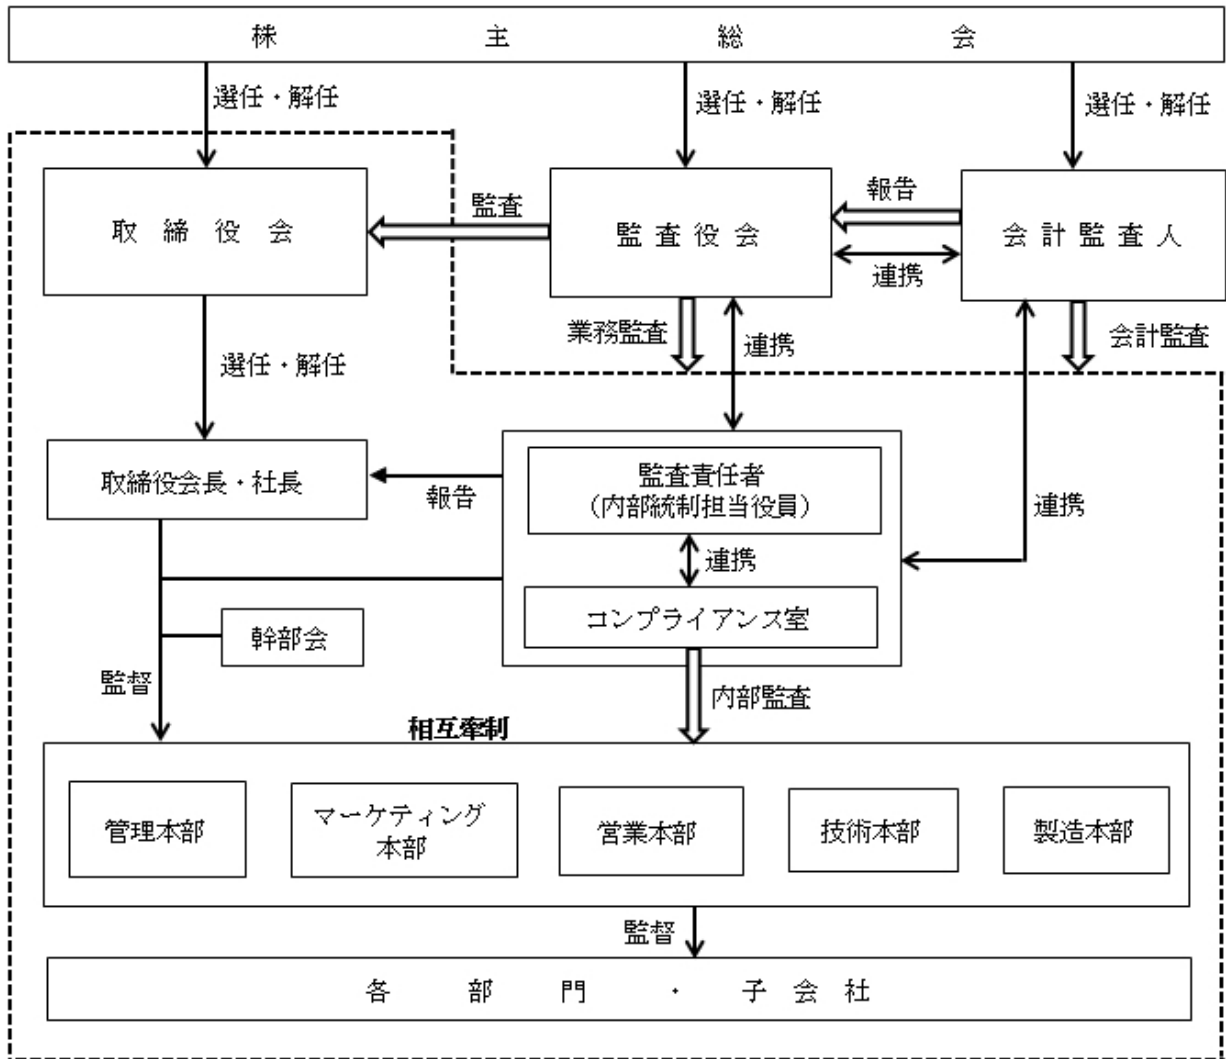 株主総会
選任・解任
選任・解任
選任・解任
取締役会
監査
監査役会
報告
連携
会計監査人
業務監査
連携
会計監査
選任・解任
取締役会長・社長
報告
監査責任者
（内部統制担当役員）
連携
コンプライアンス室
連携
幹部会
監督
内部監査
相互牽制
管理本部
マーケティング
本部
営業本部
技術本部
製造本部
監督
各部門・子会社